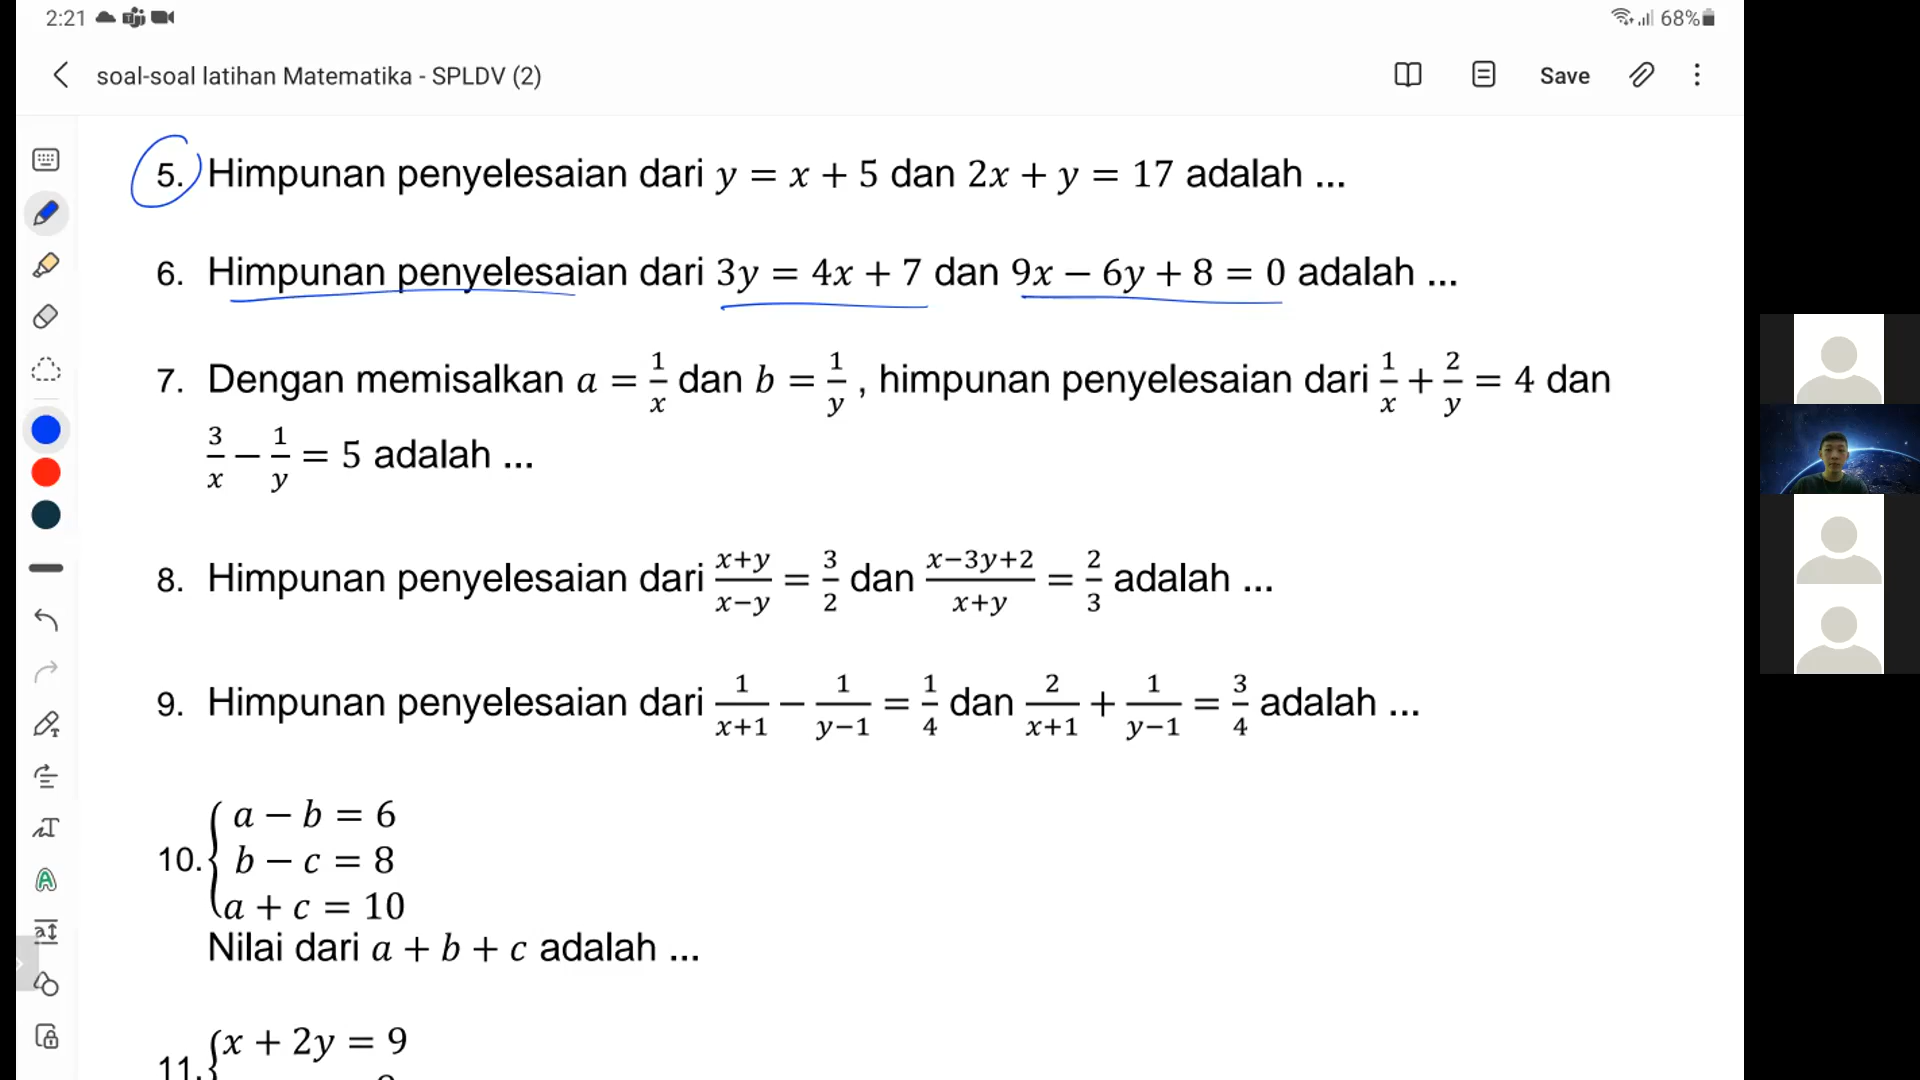 2:21
68%
soal-soal latihan Matematika - SPLDV (2)
Save
5. Himpunan penyelesaian dari y = x + 5 dan 2x + y = 17 adalah ...
6. Himpunan penyelesaian dari 3y = 4x + 7 dan 9x − 6y + 8 = 0 adalah ...
7. Dengan memisalkan a = 1/x dan b = 1/y , himpunan penyelesaian dari 1/x + 2/y = 4 dan
3/x − 1/y = 5 adalah ...
8. Himpunan penyelesaian dari (x+y)/(x−y) = 3/2 dan (x−3y+2)/(x+y) = 2/3 adalah ...
9. Himpunan penyelesaian dari 1/(x+1) − 1/(y−1) = 1/4 dan 2/(x+1) + 1/(y−1) = 3/4 adalah ...
a − b = 6
10. b − c = 8
a + c = 10
Nilai dari a + b + c adalah ...
x + 2y = 9
11.